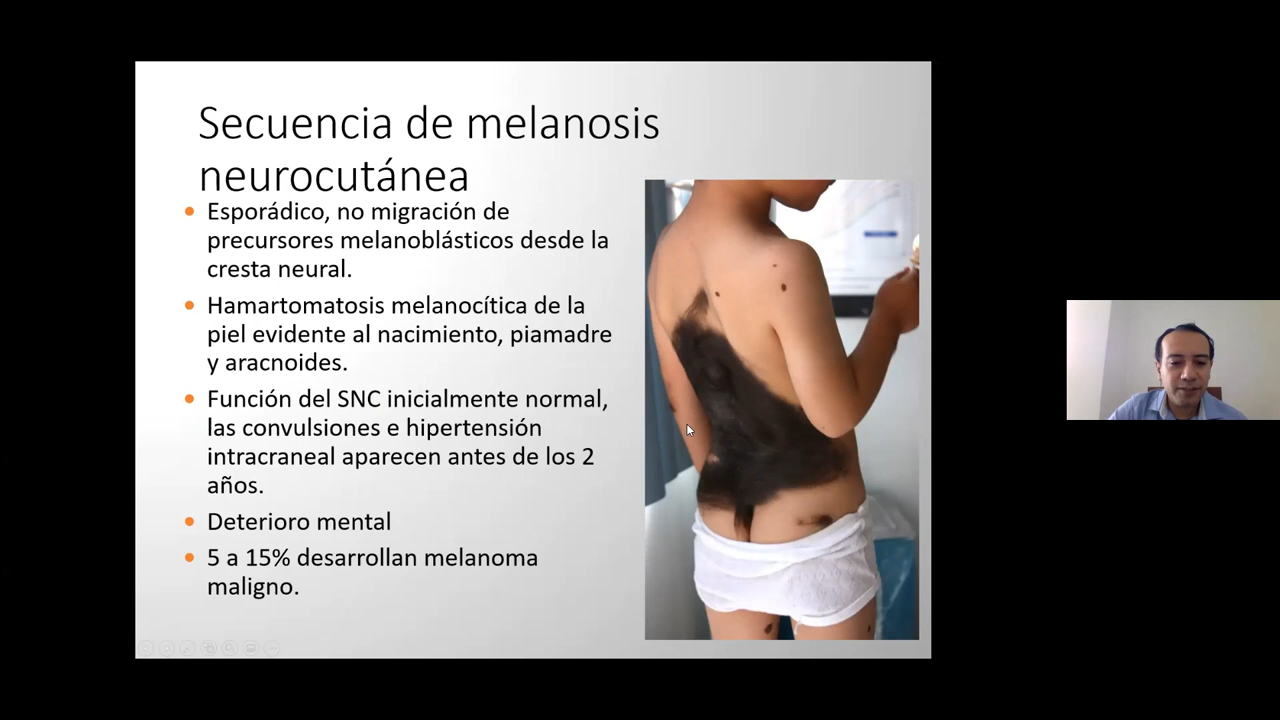 Secuencia de melanosis
neurocutánea
Esporádico, no migración de
precursores melanoblásticos desde la
cresta neural.
Hamartomatosis melanocítica de la
piel evidente al nacimiento, piamadre
y aracnoides.
Función del SNC inicialmente normal,
las convulsiones e hipertensión
intracraneal aparecen antes de los 2
años.
Deterioro mental
5 a 15% desarrollan melanoma
maligno.